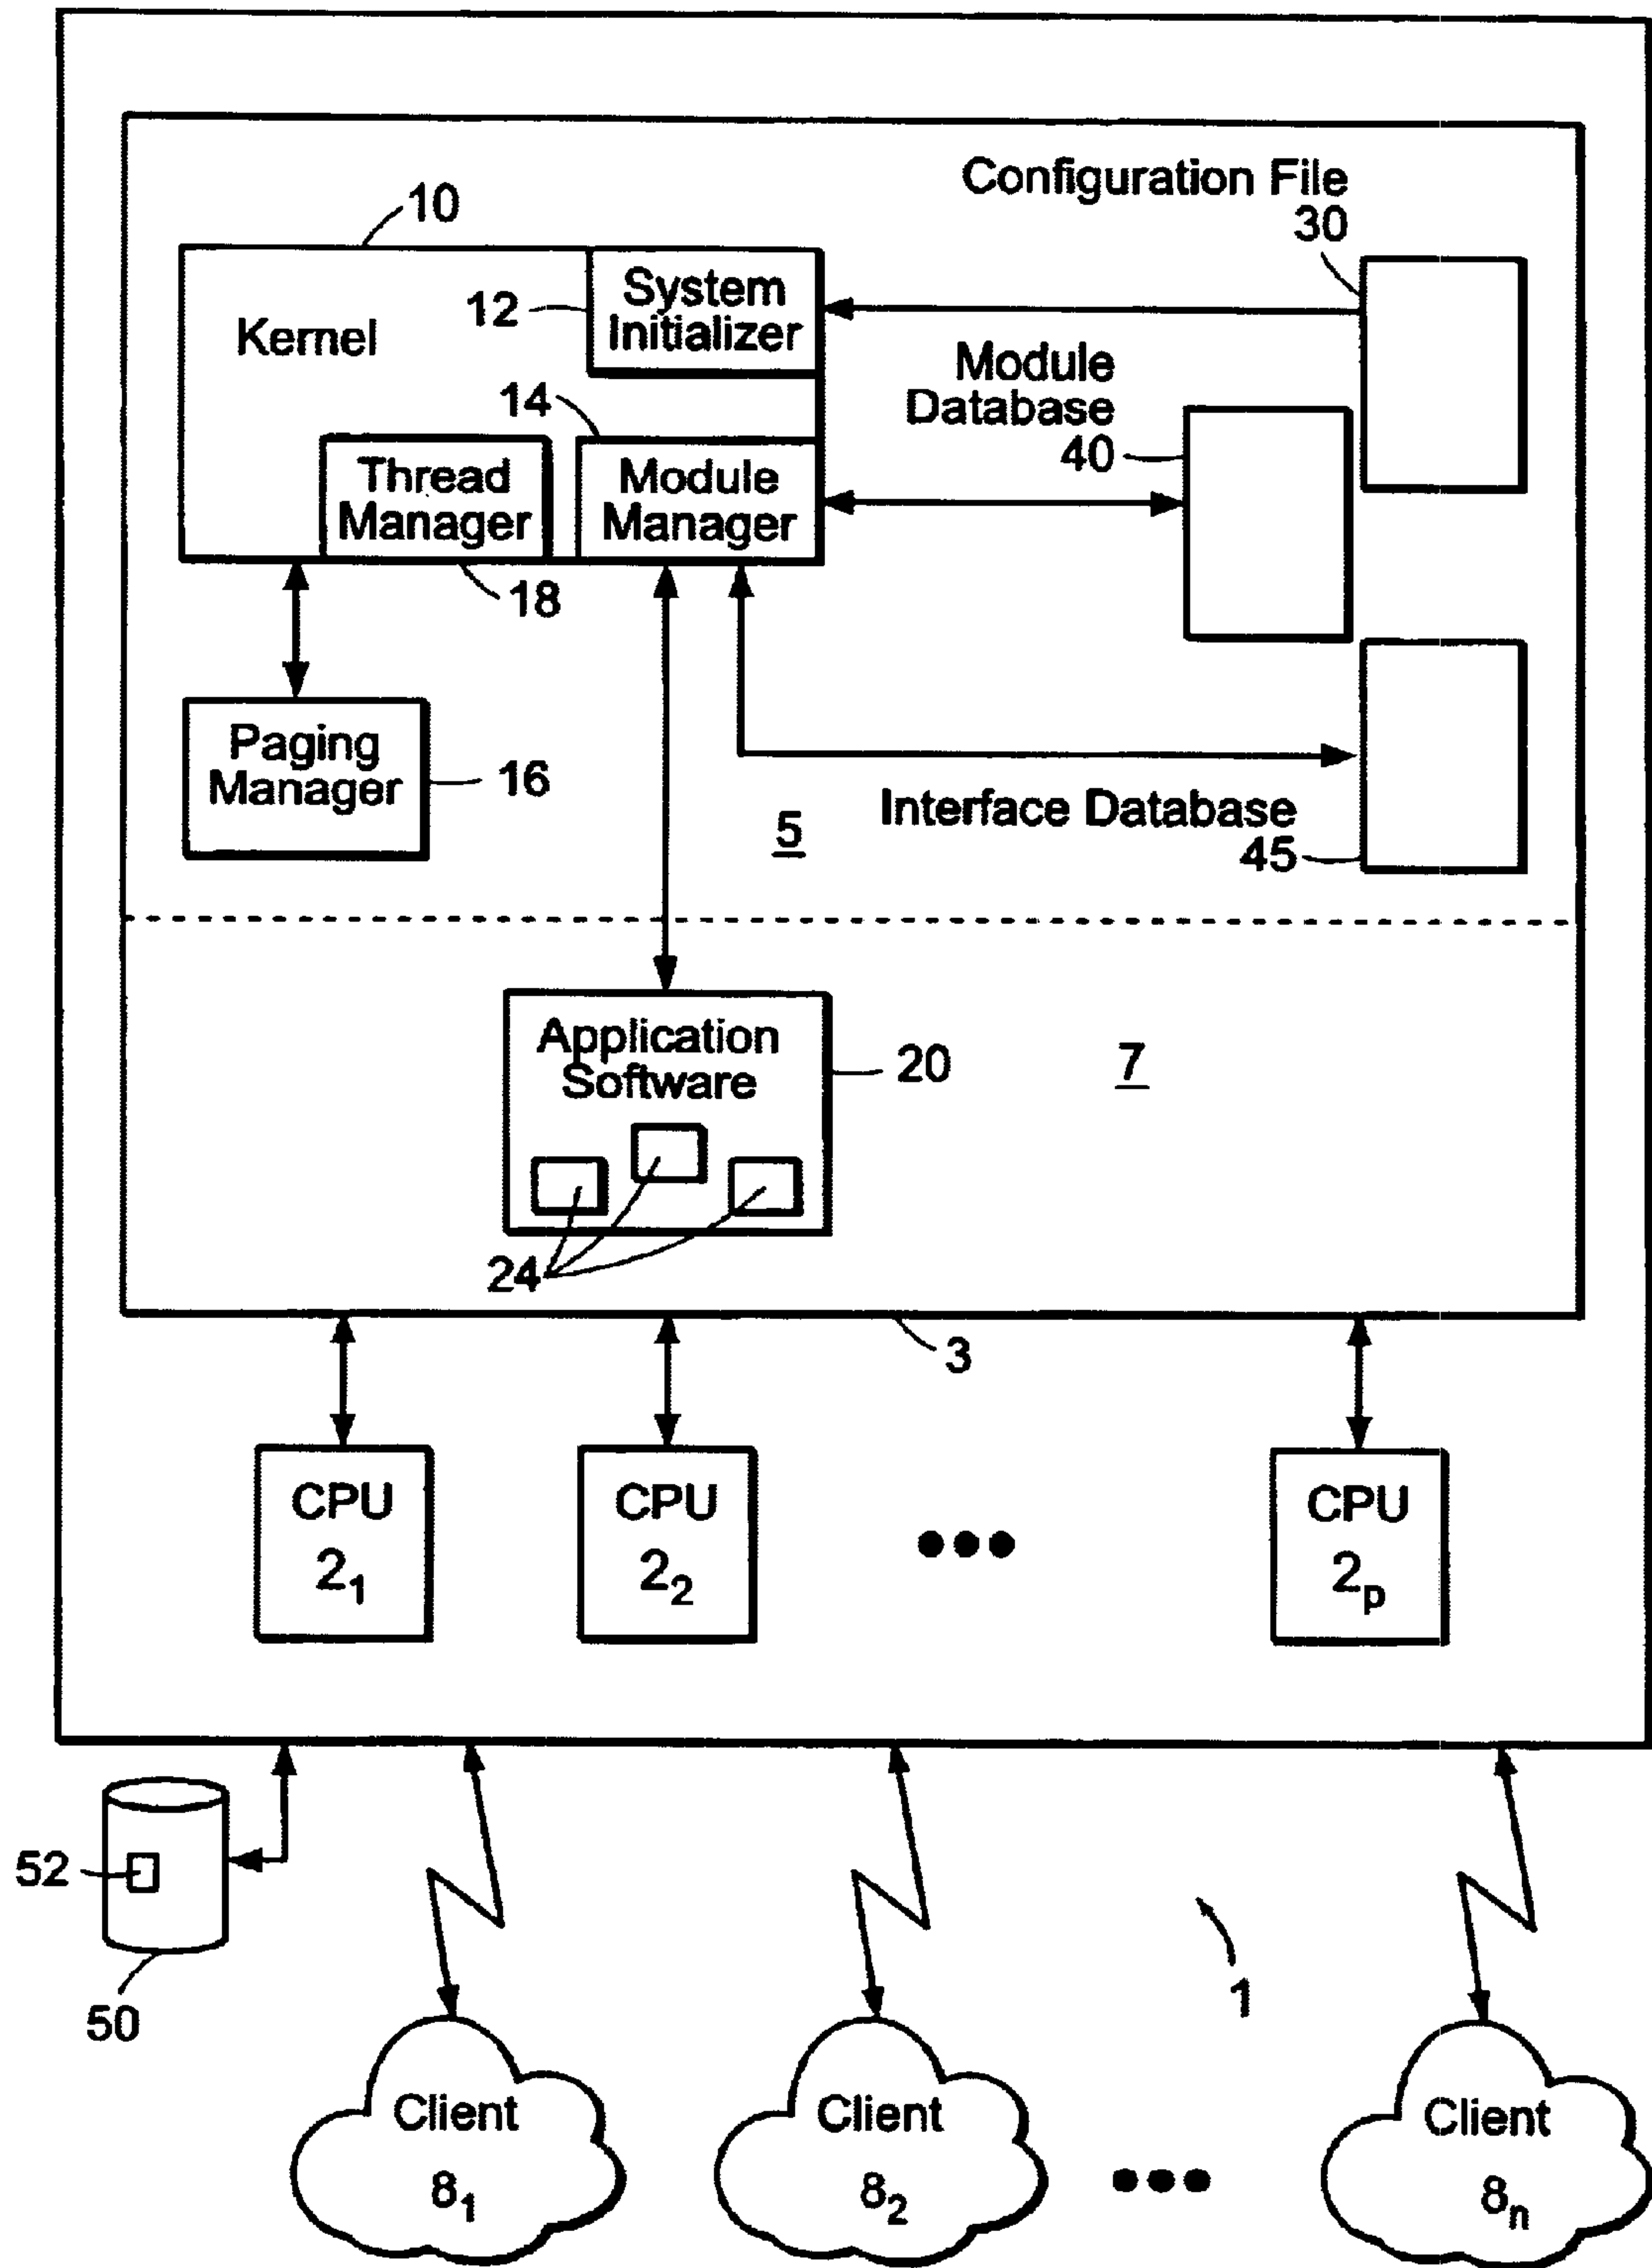 Configuration File
30
10
Kernel
12
System
Initializer
Module
Database
40
14
Thread
Manager
Module
Manager
18
Paging
Manager
16
5
Interface Database
45
Application
Software
20
7
24
3
CPU
2₁
CPU
2₂
•••
CPU
2ₚ
52
50
1
Client
8₁
Client
8₂
•••
Client
8ₙ